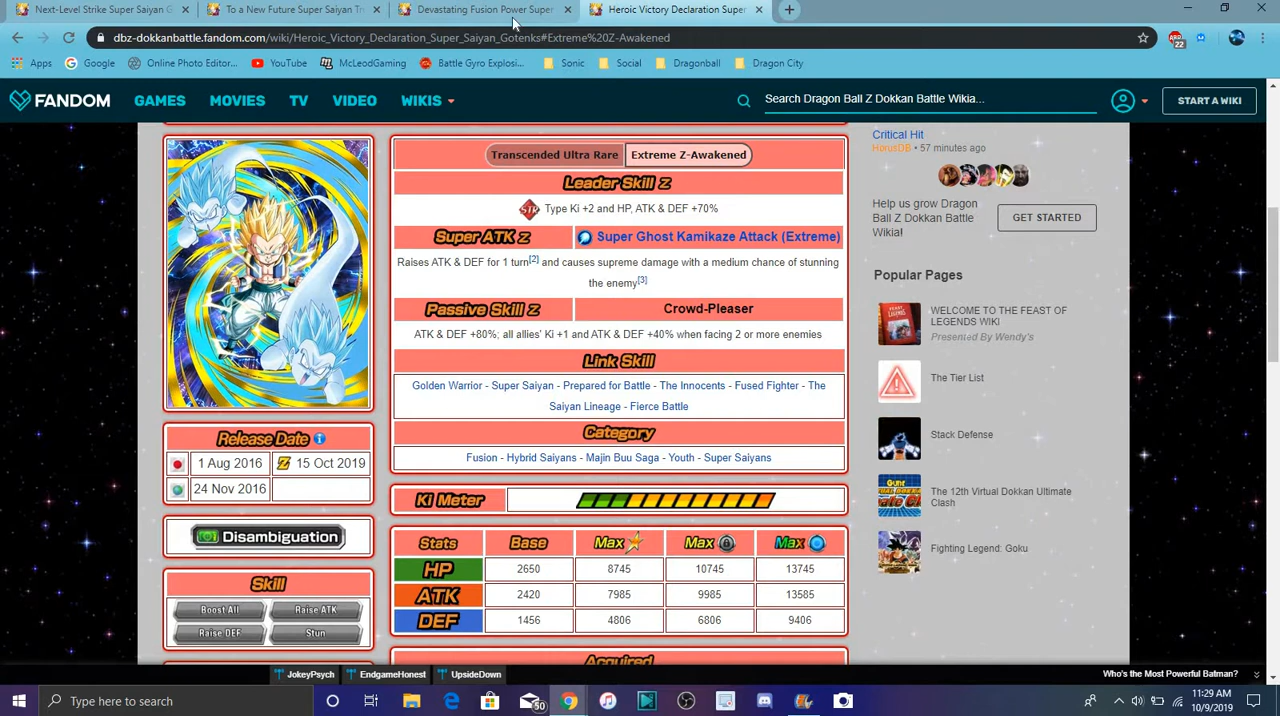 Next-Level Strike Super Saiyan G
To a New Future Super Saiyan Tr
Devastating Fusion Power Super
Heroic Victory Declaration Super
dbz-dokkanbattle.fandom.com/wiki/Heroic_Victory_Declaration_Super_Saiyan_Gotenks#Extreme%20Z-Awakened
22
Apps
Google
Online Photo Editor...
YouTube
McLeodGaming
Battle Gyro Explosi...
Sonic
Social
Dragonball
Dragon City
FANDOM
GAMES
MOVIES
TV
VIDEO
WIKIS
Search Dragon Ball Z Dokkan Battle Wikia...
START A WIKI
Transcended Ultra Rare
Extreme Z-Awakened
Leader Skill Z
STR Type Ki +2 and HP, ATK & DEF +70%
Super ATK Z
Super Ghost Kamikaze Attack (Extreme)
Raises ATK & DEF for 1 turn[2] and causes supreme damage with a medium chance of stunning
the enemy[3]
Passive Skill Z
Crowd-Pleaser
ATK & DEF +80%; all allies' Ki +1 and ATK & DEF +40% when facing 2 or more enemies
Link Skill
Golden Warrior - Super Saiyan - Prepared for Battle - The Innocents - Fused Fighter - The
Saiyan Lineage - Fierce Battle
Category
Fusion - Hybrid Saiyans - Majin Buu Saga - Youth - Super Saiyans
Ki Meter
Stats Base Max Max Max
HP 2650 8745 10745 13745
ATK 2420 7985 9985 13585
DEF 1456 4806 6806 9406
Acquired
Release Date
1 Aug 2016
Z 15 Oct 2019
24 Nov 2016
Disambiguation
Skill
Boost All
Raise ATK
Raise DEF
Stun
Critical Hit
HorusDB • 57 minutes ago
Help us grow Dragon
Ball Z Dokkan Battle
Wikia!
GET STARTED
Popular Pages
WELCOME TO THE FEAST OF
LEGENDS WIKI
Presented By Wendy's
The Tier List
Stack Defense
The 12th Virtual Dokkan Ultimate
Clash
Fighting Legend: Goku
JokeyPsych
EndgameHonest
UpsideDown
Who's the Most Powerful Batman?
Type here to search
90
11:29 AM
10/9/2019